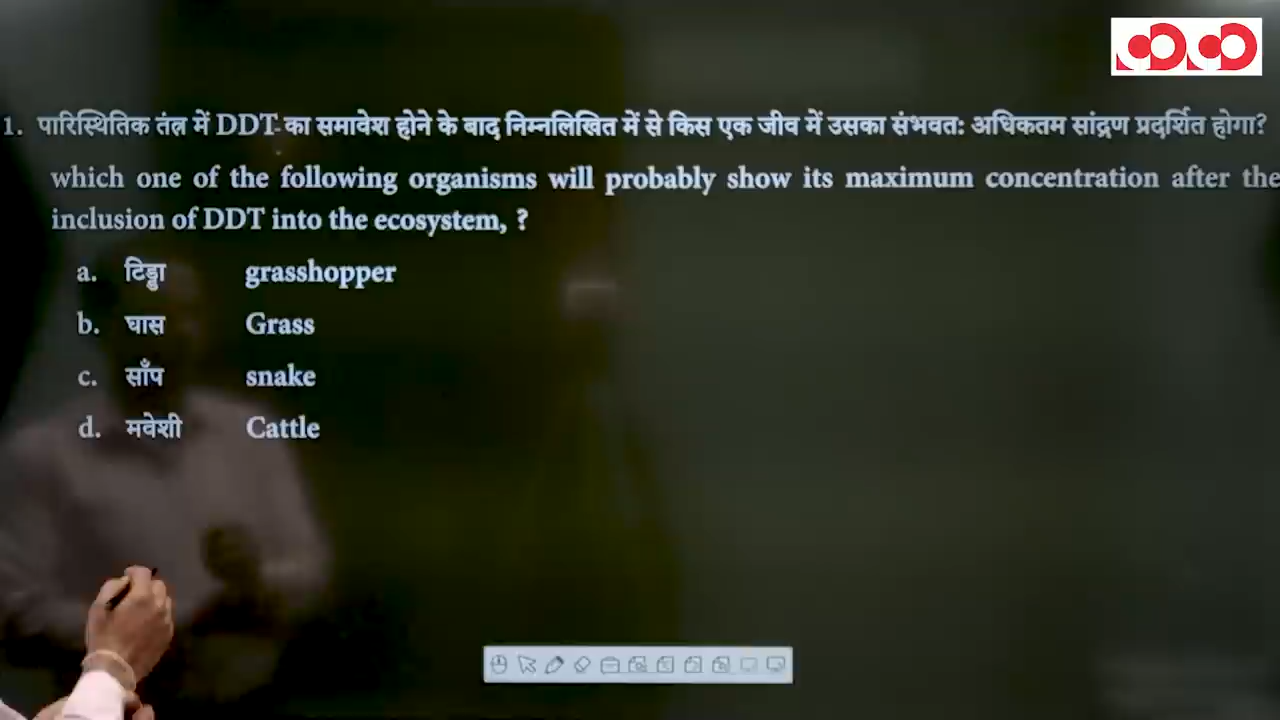 1. पारिस्थितिक तंत्र में DDT का समावेश होने के बाद निम्नलिखित में से किस एक जीव में उसका संभवत: अधिकतम सांद्रण प्रदर्शित होगा?
which one of the following organisms will probably show its maximum concentration after the
inclusion of DDT into the ecosystem, ?
a. टिड्डा grasshopper
b. घास Grass
c. साँप snake
d. मवेशी Cattle